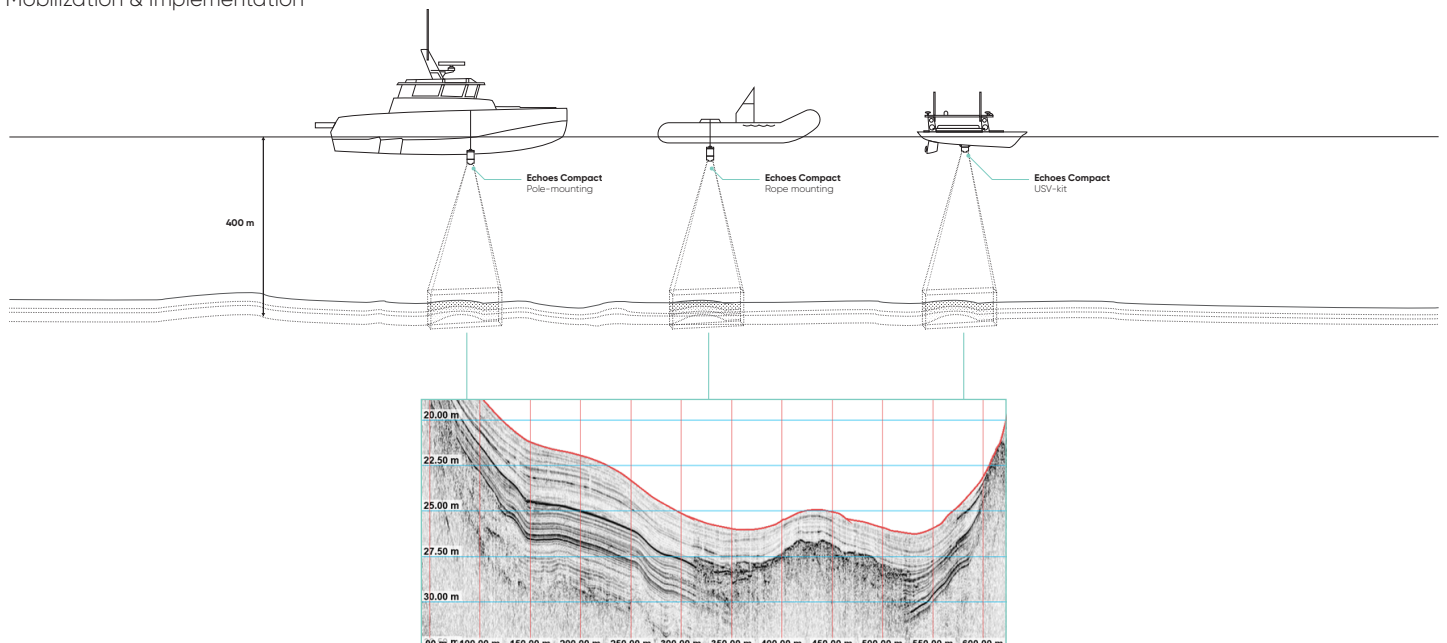 Mobilization & Implementation
400 m
Echoes Compact
Pole-mounting
Echoes Compact
Rope mounting
Echoes Compact
USV-kit
20.00 m
22.50 m
25.00 m
27.50 m
30.00 m
100.00 m 150.00 m 200.00 m 250.00 m 300.00 m 350.00 m 400.00 m 450.00 m 500.00 m 550.00 m 600.00 m